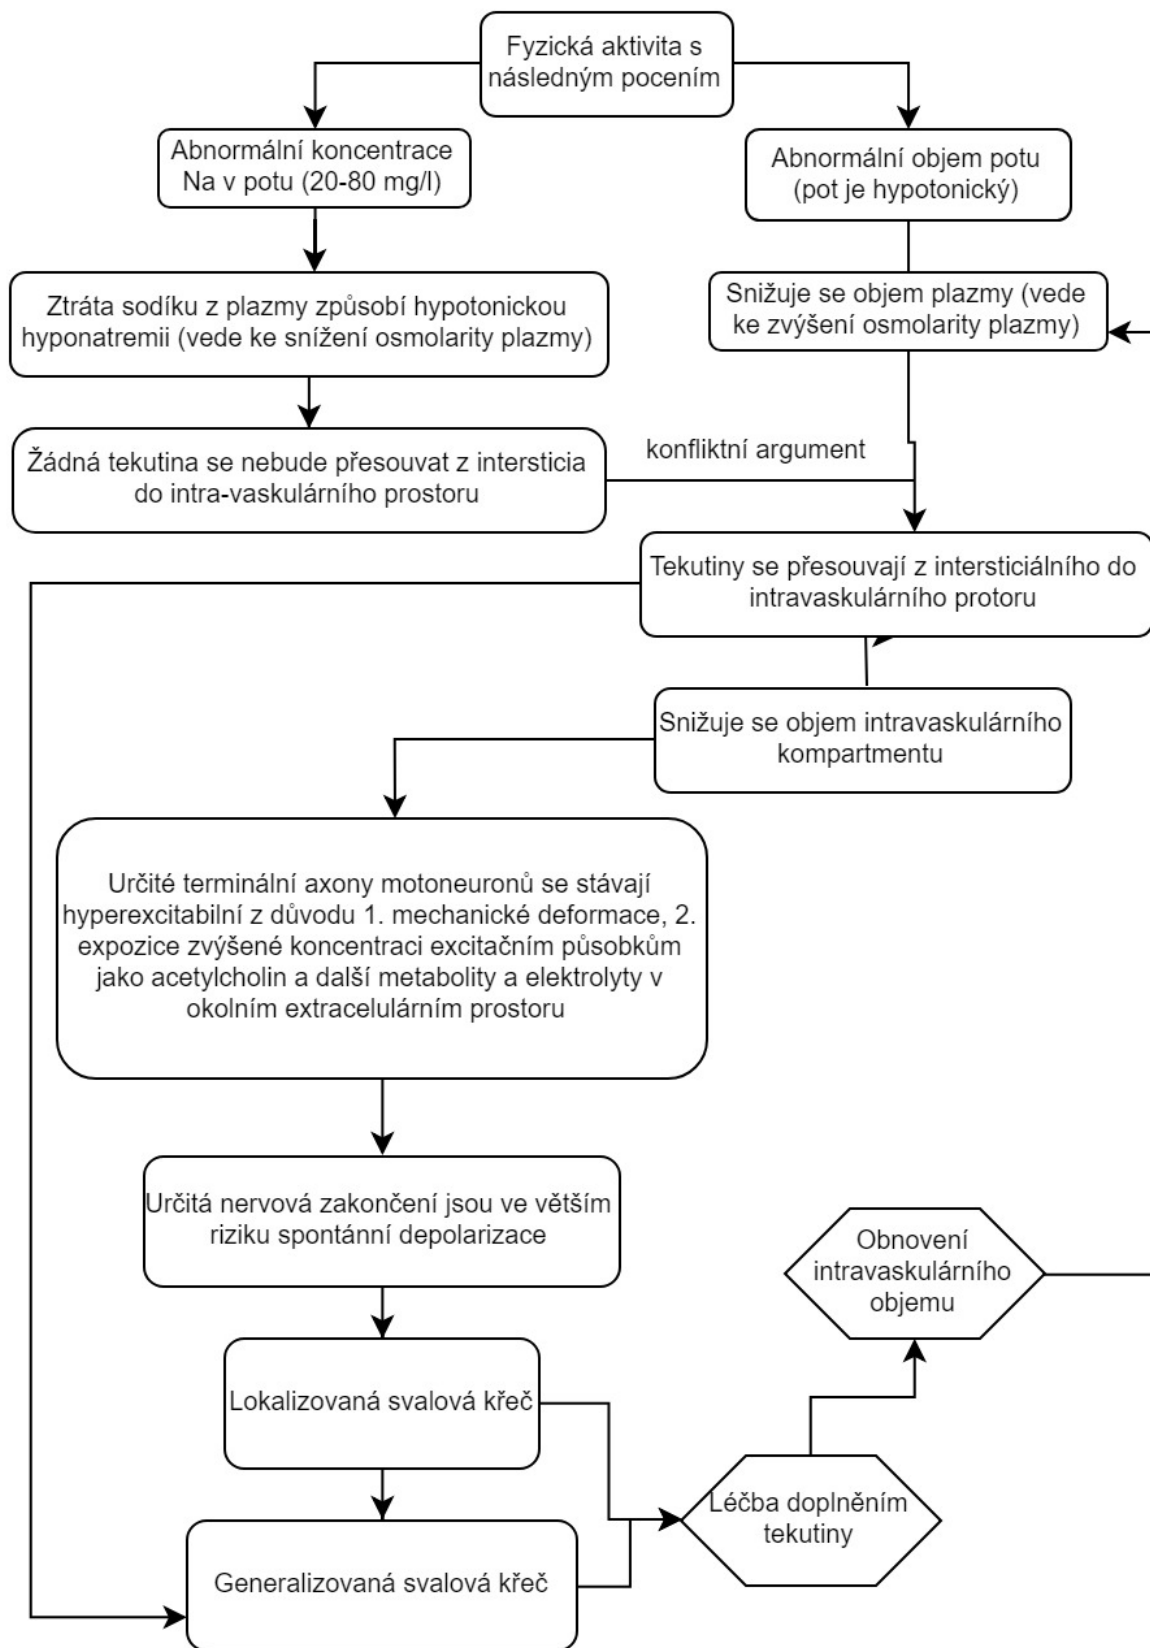 Fyzická aktivita s
následným pocením
Abnormální koncentrace
Na v potu (20-80 mg/l)
Abnormální objem potu
(pot je hypotonický)
Ztráta sodíku z plazmy způsobí hypotonickou
hyponatremii (vede ke snížení osmolarity plazmy)
Snižuje se objem plazmy (vede
ke zvýšení osmolarity plazmy)
Žádná tekutina se nebude přesouvat z intersticia
do intra-vaskulárního prostoru
konfliktní argument
Tekutiny se přesouvají z intersticiálního do
intravaskulárního protoru
Snižuje se objem intravaskulárního
kompartmentu
Určité terminální axony motoneuronů se stávají
hyperexcitabilní z důvodu 1. mechanické deformace, 2.
expozice zvýšené koncentraci excitačním působkům
jako acetylcholin a další metabolity a elektrolyty v
okolním extracelulárním prostoru
Určitá nervová zakončení jsou ve větším
riziku spontánní depolarizace
Obnovení
intravaskulárního
objemu
Lokalizovaná svalová křeč
Léčba doplněním
tekutiny
Generalizovaná svalová křeč